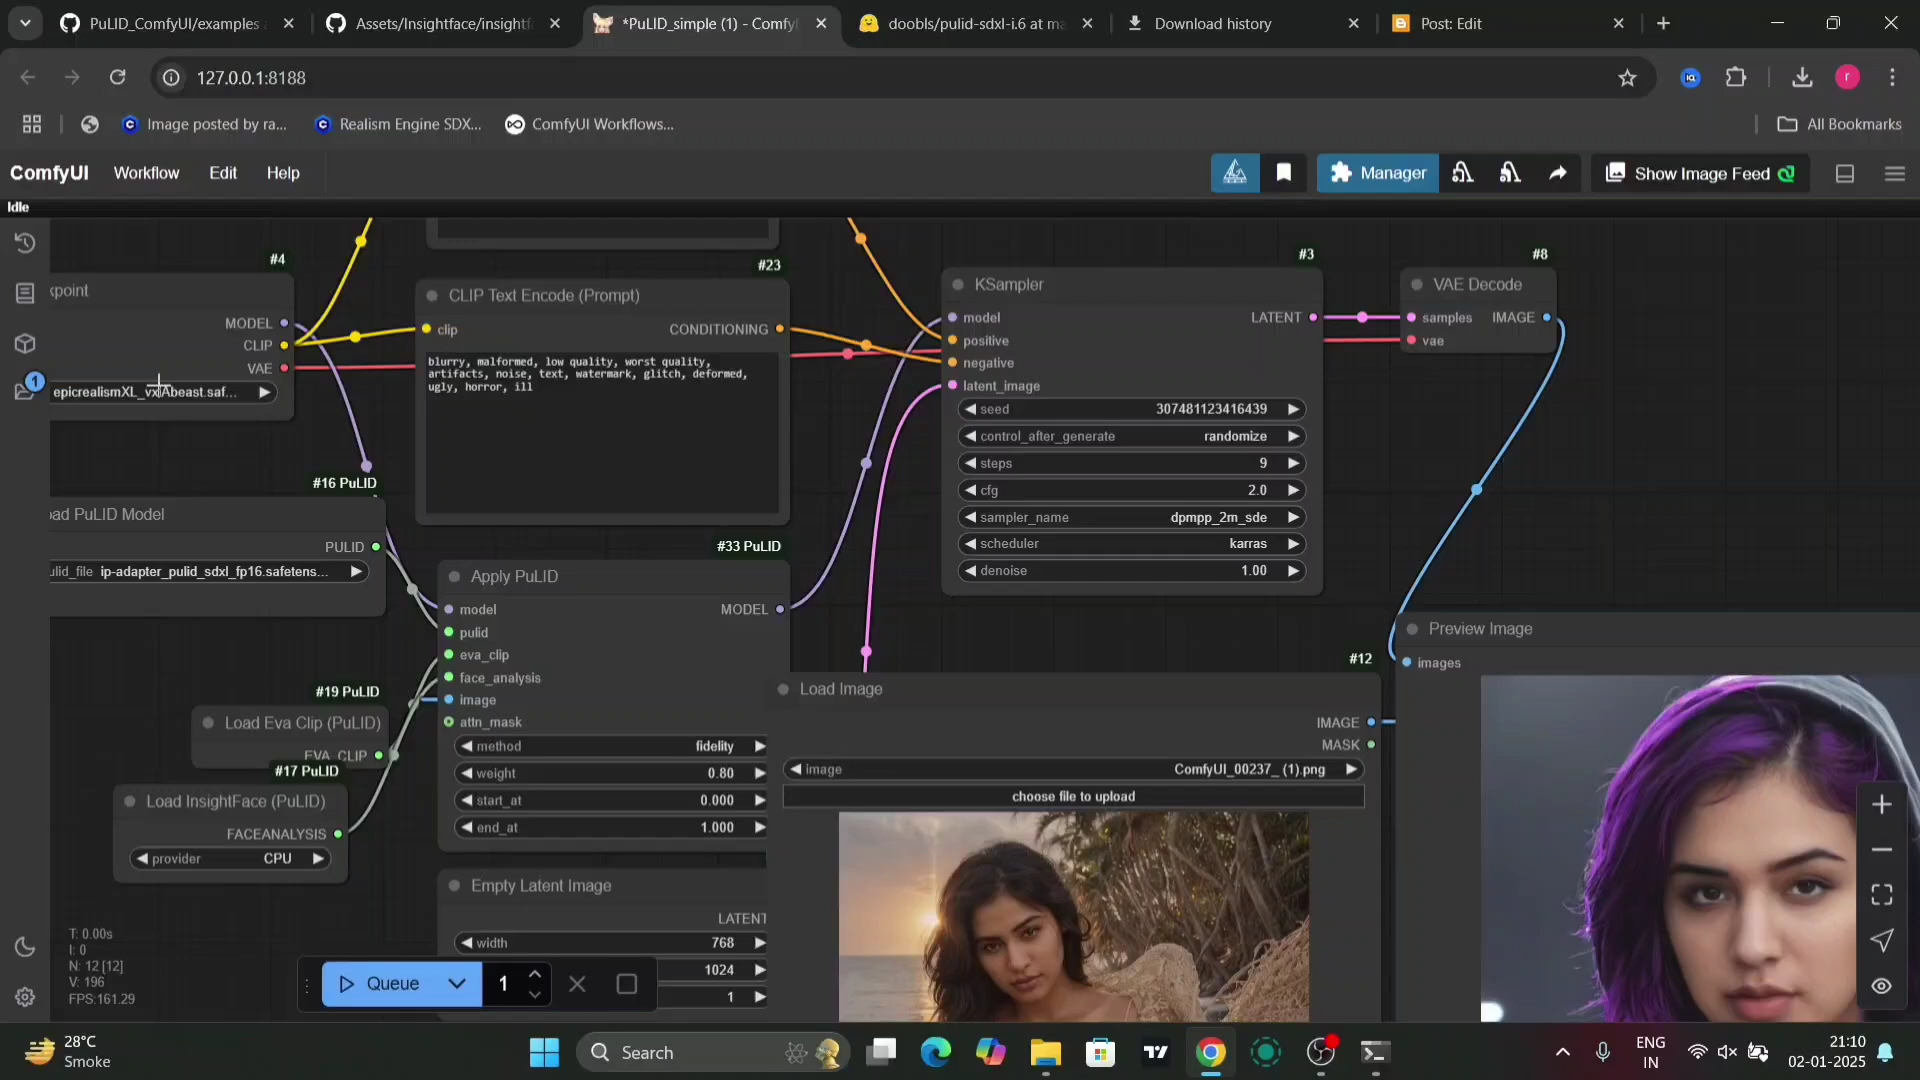 PuLID_ComfyUI/examples
Assets/Insightface/insightf
*PuLID_simple (1) - Comfy
doobls/pulid-sdxl-i.6 at ma
Download history
Post: Edit
127.0.0.1:8188
r
Image posted by ra...
Realism Engine SDX...
ComfyUI Workflows...
All Bookmarks
ComfyUI
Workflow
Edit
Help
Manager
Show Image Feed
Idle
#4
kpoint
MODEL
CLIP
VAE
epicrealismXL_vxiAbeast.saf...
1
#23
CLIP Text Encode (Prompt)
clip
CONDITIONING
blurry, malformed, low quality, worst quality,
artifacts, noise, text, watermark, glitch, deformed,
ugly, horror, ill
#3
KSampler
model
LATENT
positive
negative
latent_image
seed 307481123416439
control_after_generate randomize
steps 9
cfg 2.0
sampler_name dpmpp_2m_sde
scheduler karras
denoise 1.00
#8
VAE Decode
samples IMAGE
vae
#16 PuLID
ad PuLID Model
PULID
ulid_file ip-adapter_pulid_sdxl_fp16.safetens...
#33 PuLID
Apply PuLID
model MODEL
pulid
eva_clip
face_analysis
image
attn_mask
method fidelity
weight 0.80
start_at 0.000
end_at 1.000
#19 PuLID
Load Eva Clip (PuLID)
EVA_CLIP
#17 PuLID
Load InsightFace (PuLID)
FACEANALYSIS
provider CPU
Empty Latent Image
LATENT
width 768
1024
1
#12
Load Image
IMAGE
MASK
image ComfyUI_00237_ (1).png
choose file to upload
Preview Image
images
T: 0.00s
I: 0
N: 12 [12]
V: 196
FPS:161.29
Queue
1
28°C
Smoke
Search
ENG
IN
21:10
02-01-2025